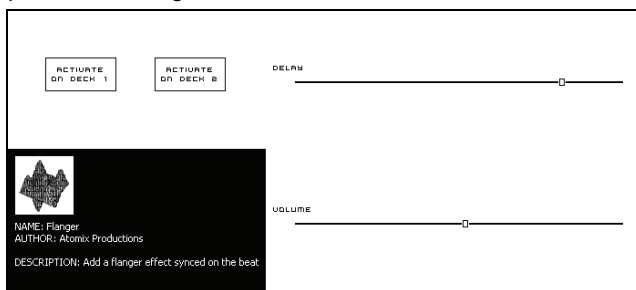 ACTIVATE
ON DECK 1
ACTIVATE
ON DECK 2
DELAY
VOLUME
NAME: Flanger
AUTHOR: Atomix Productions
DESCRIPTION: Add a flanger effect synced on the beat